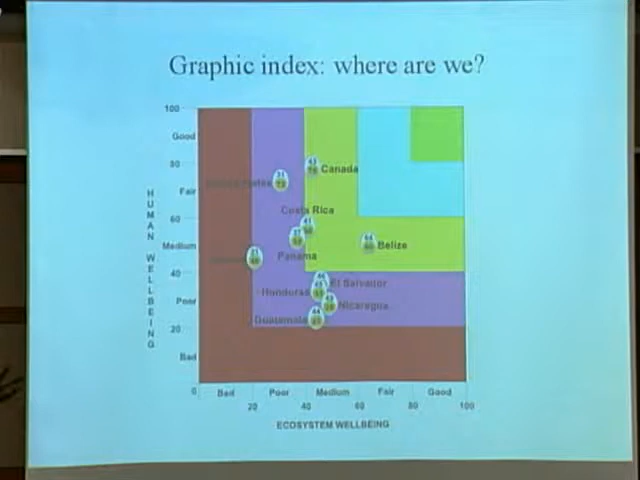 Graphic index: where are we?
100
Good
80
Fair
60
Medium
40
Poor
20
Bad
0
HUMAN WELLBEING
Canada
Costa Rica
Panama
Belize
El Salvador
Honduras
Nicaragua
Guatemala
Bad Poor Medium Fair Good
20 40 60 80 100
ECOSYSTEM WELLBEING